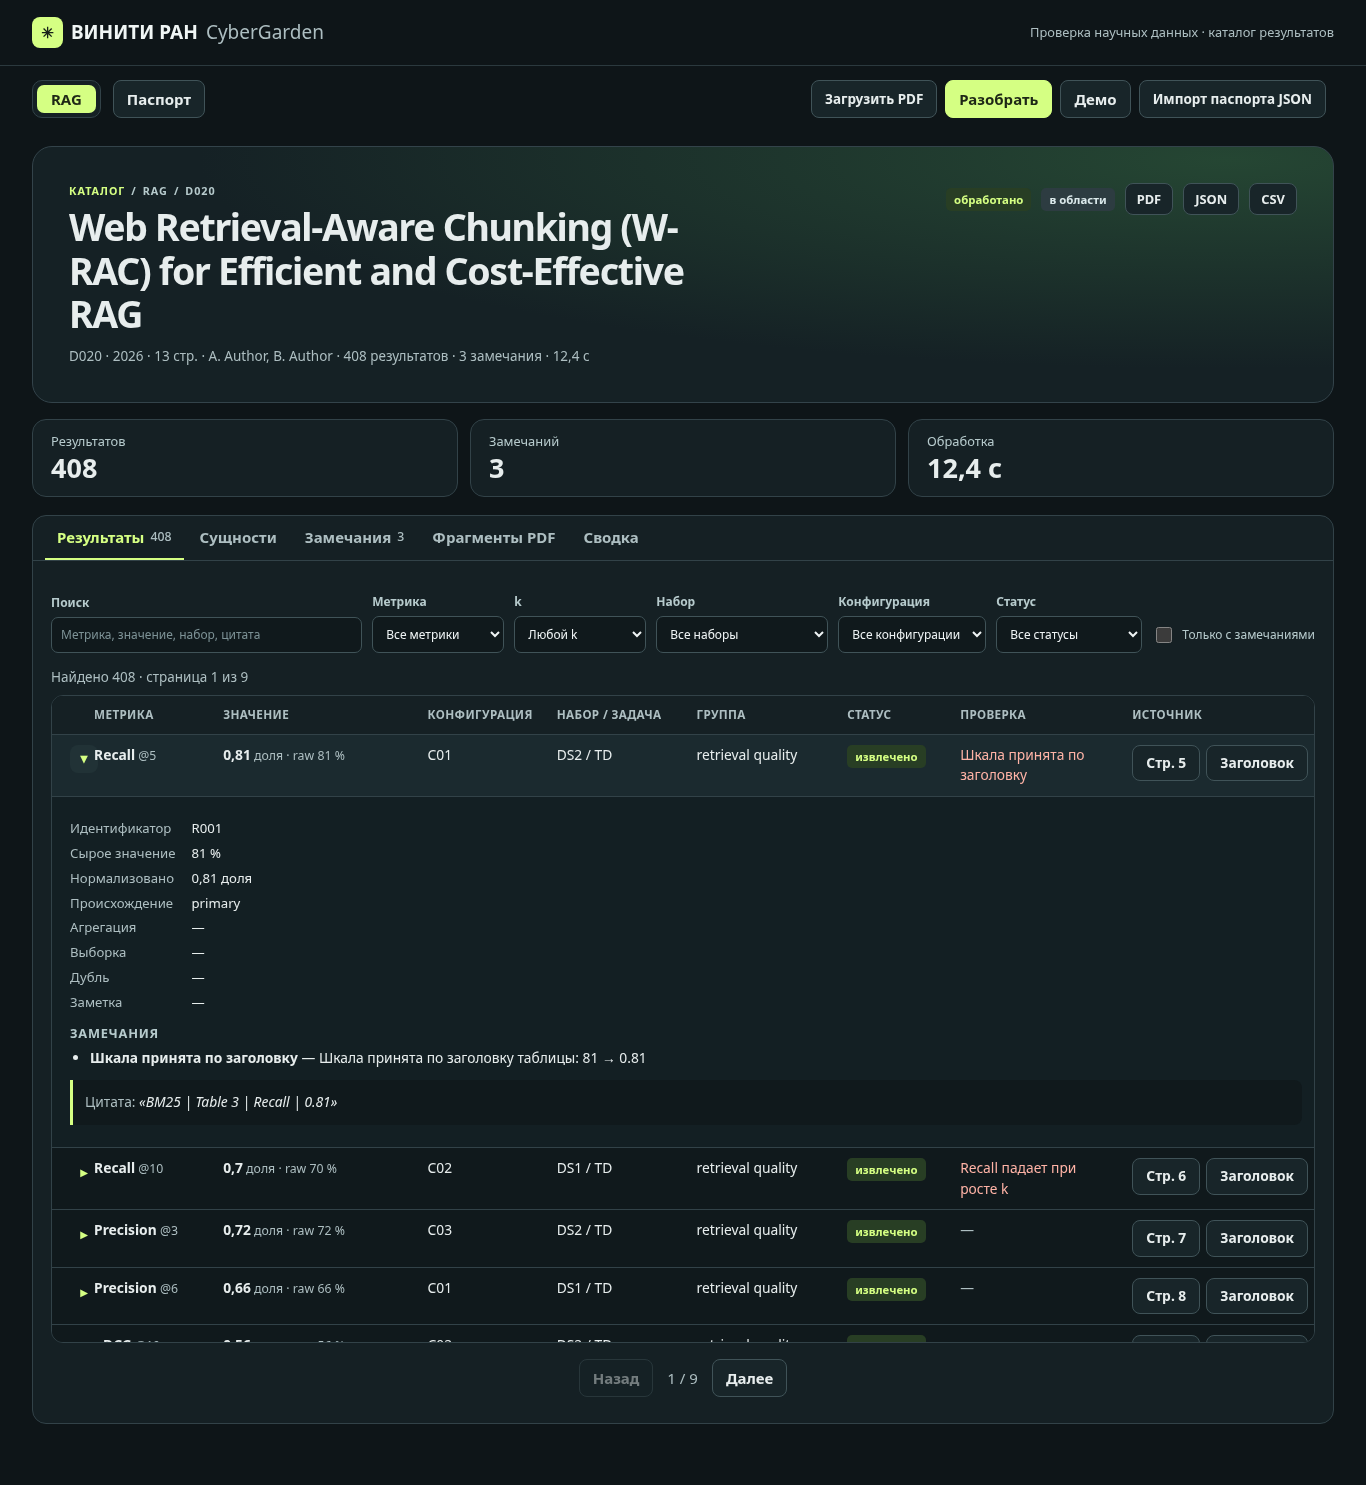 ВИНИТИ РАН CyberGarden
Проверка научных данных · каталог результатов
RAG Паспорт Загрузить PDF Разобрать Демо Импорт паспорта JSON
КАТАЛОГ / RAG / D020
обработано в области PDF JSON CSV
Web Retrieval-Aware Chunking (W-
RAC) for Efficient and Cost-Effective
RAG
D020 · 2026 · 13 стр. · A. Author, B. Author · 408 результатов · 3 замечания · 12,4 с
Результатов
408
Замечаний
3
Обработка
12,4 с
Результаты 408 Сущности Замечания 3 Фрагменты PDF Сводка
Поиск Метрика k Набор Конфигурация Статус
Метрика, значение, набор, цитата Все метрики Любой k Все наборы Все конфигурации Все статусы Только с замечаниями
Найдено 408 · страница 1 из 9
МЕТРИКА ЗНАЧЕНИЕ КОНФИГУРАЦИЯ НАБОР / ЗАДАЧА ГРУППА СТАТУС ПРОВЕРКА ИСТОЧНИК
▼ Recall @5 0,81 доля · raw 81 % C01 DS2 / TD retrieval quality извлечено Шкала принята по Стр. 5 Заголовок
заголовку
Идентификатор R001
Сырое значение 81 %
Нормализовано 0,81 доля
Происхождение primary
Агрегация —
Выборка —
Дубль —
Заметка —
ЗАМЕЧАНИЯ
• Шкала принята по заголовку — Шкала принята по заголовку таблицы: 81 → 0.81
Цитата: «BM25 | Table 3 | Recall | 0.81»
▶ Recall @10 0,7 доля · raw 70 % C02 DS1 / TD retrieval quality извлечено Recall падает при Стр. 6 Заголовок
росте k
▶ Precision @3 0,72 доля · raw 72 % C03 DS2 / TD retrieval quality извлечено — Стр. 7 Заголовок
▶ Precision @6 0,66 доля · raw 66 % C01 DS1 / TD retrieval quality извлечено — Стр. 8 Заголовок
Назад 1 / 9 Далее